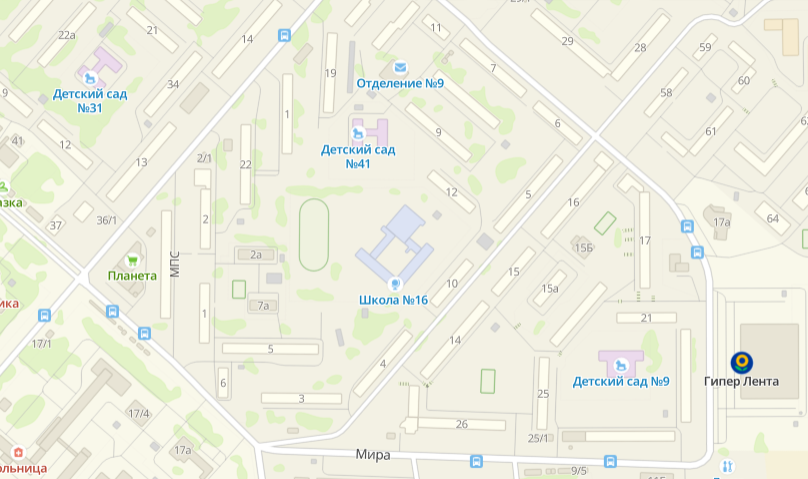 22а
21
14
29
28
59
60
58
61
11
7
6
19
Отделение №9
34
Детский сад
№31
1
9
41
12
13
Детский сад
№41
2/1
22
12
5
16
37
36/1
2
17
17а
64
15Б
МПС
2а
Планета
Школа №16
10
15
15а
7а
1
21
17/1
5
14
4
6
3
Детский сад №9
Гипер Лента
25
17/4
26
25/1
17а
Мира
9/5